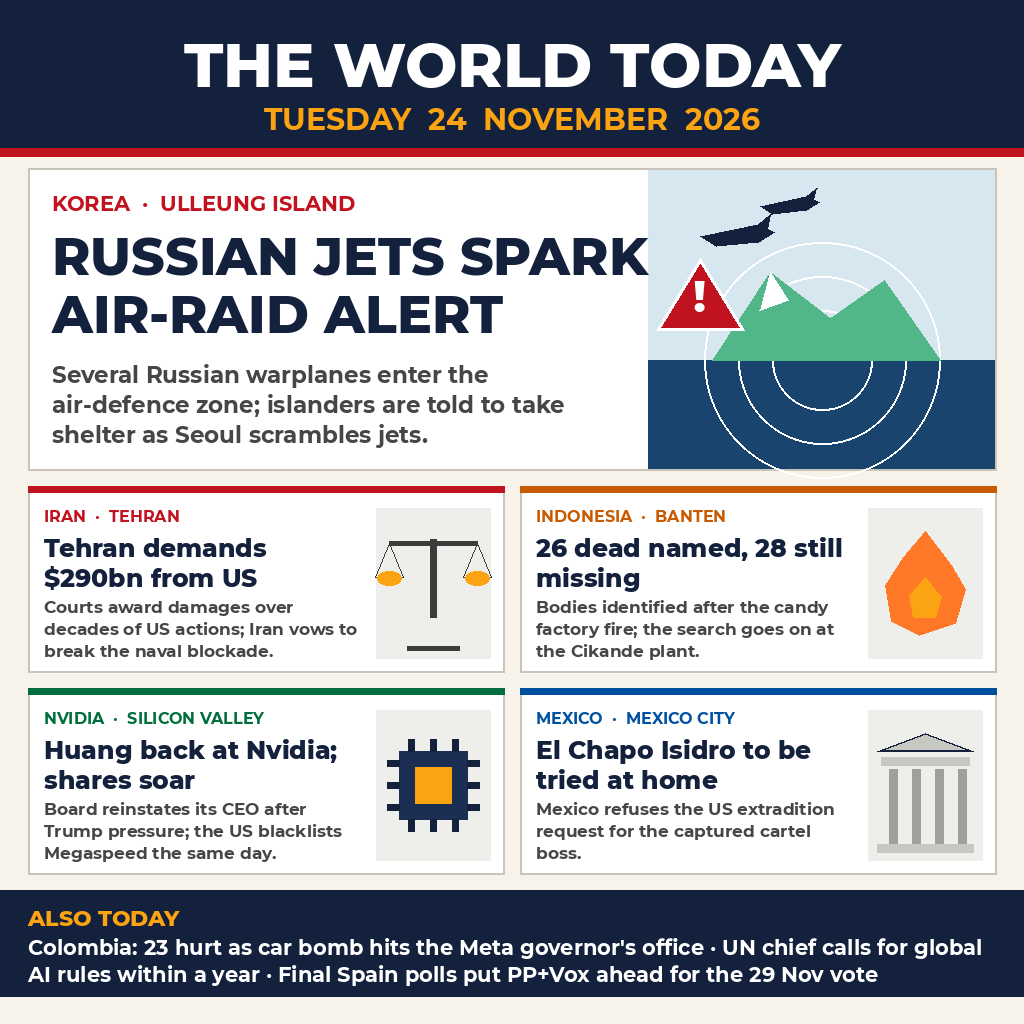 THE WORLD TODAY
TUESDAY 24 NOVEMBER 2026
KOREA · ULLEUNG ISLAND
RUSSIAN JETS SPARK
AIR-RAID ALERT
Several Russian warplanes enter the
air-defence zone; islanders are told to take
shelter as Seoul scrambles jets.
!
IRAN · TEHRAN
Tehran demands
$290bn from US
Courts award damages over
decades of US actions; Iran vows to
break the naval blockade.
INDONESIA · BANTEN
26 dead named, 28 still
missing
Bodies identified after the candy
factory fire; the search goes on at
the Cikande plant.
NVIDIA · SILICON VALLEY
Huang back at Nvidia;
shares soar
Board reinstates its CEO after
Trump pressure; the US blacklists
Megaspeed the same day.
MEXICO · MEXICO CITY
El Chapo Isidro to be
tried at home
Mexico refuses the US extradition
request for the captured cartel
boss.
ALSO TODAY
Colombia: 23 hurt as car bomb hits the Meta governor's office · UN chief calls for global
AI rules within a year · Final Spain polls put PP+Vox ahead for the 29 Nov vote